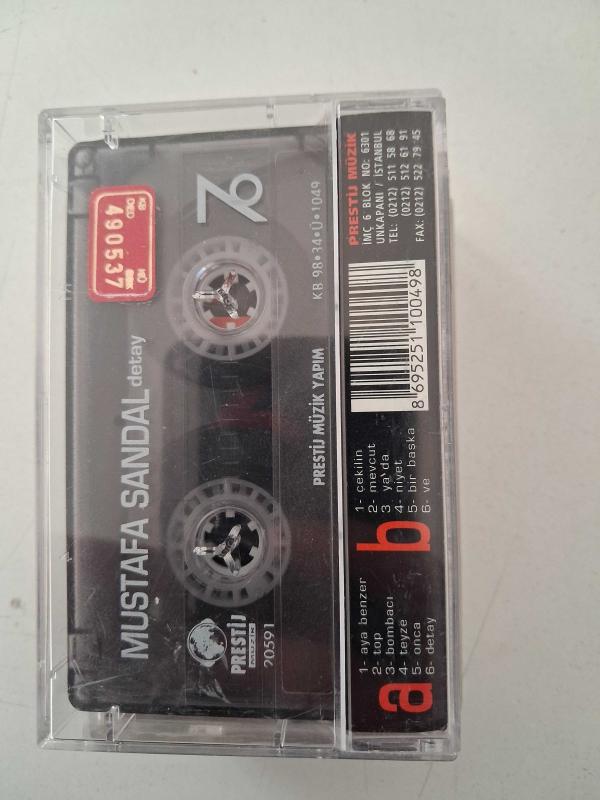 MUSTAFA SANDAL detay
PRESTİJ
MÜZİK
20591
PRESTİJ MÜZİK YAPIM
KB 98•34•Ü•1049
490537
a
1- aya benzer
2- top
3- bombacı
4- teyze
5- onca
6- detay
b
1- çekilin
2- mevcut
3- ya'da
4- niyet
5- bir başka
6- ve
8 695251 100498
PRESTİJ MÜZİK
İMÇ 6 BLOK NO: 6301
UNKAPANI / İSTANBUL
TEL: (0212) 511 58 68
(0212) 512 61 91
FAX: (0212) 522 79 45